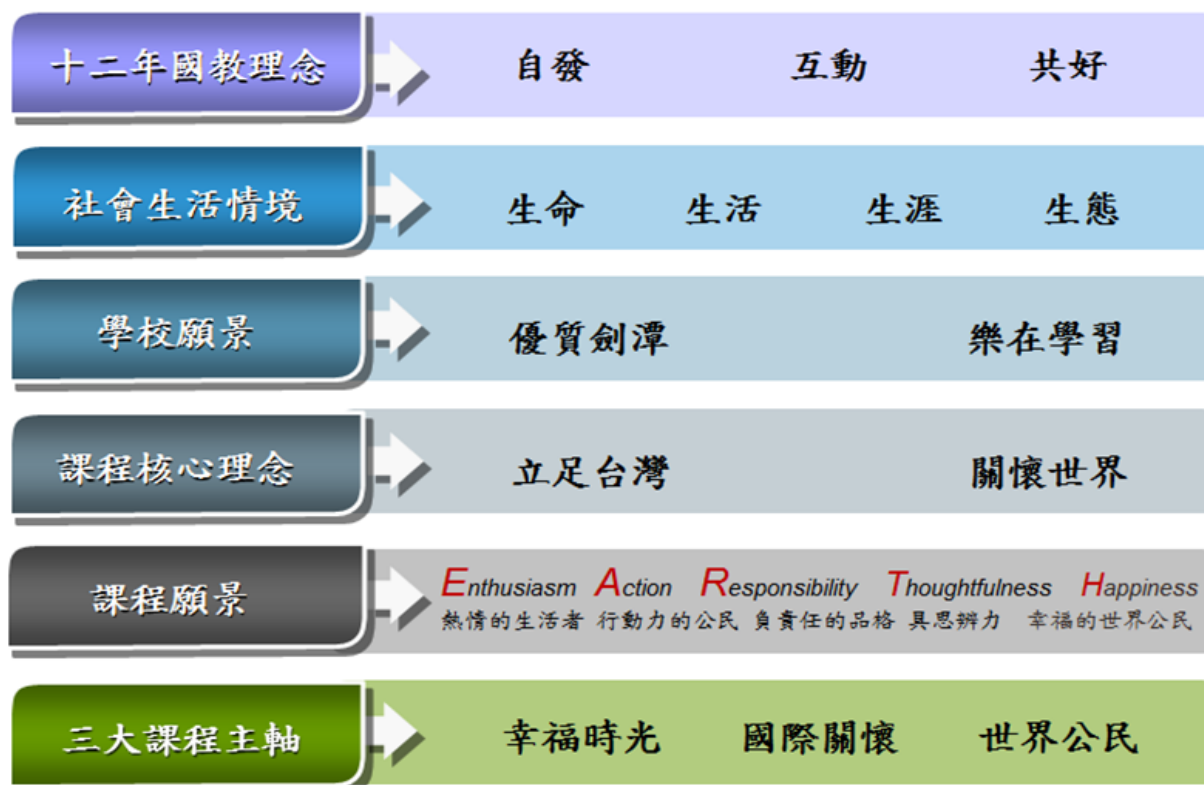 十二年國教理念 自發 互動 共好
社會生活情境 生命 生活 生涯 生態
學校願景 優質劍潭 樂在學習
課程核心理念 立足台灣 關懷世界
課程願景 Enthusiasm Action Responsibility Thoughtfulness Happiness
熱情的生活者 行動力的公民 負責任的品格 具思辨力 幸福的世界公民
三大課程主軸 幸福時光 國際關懷 世界公民